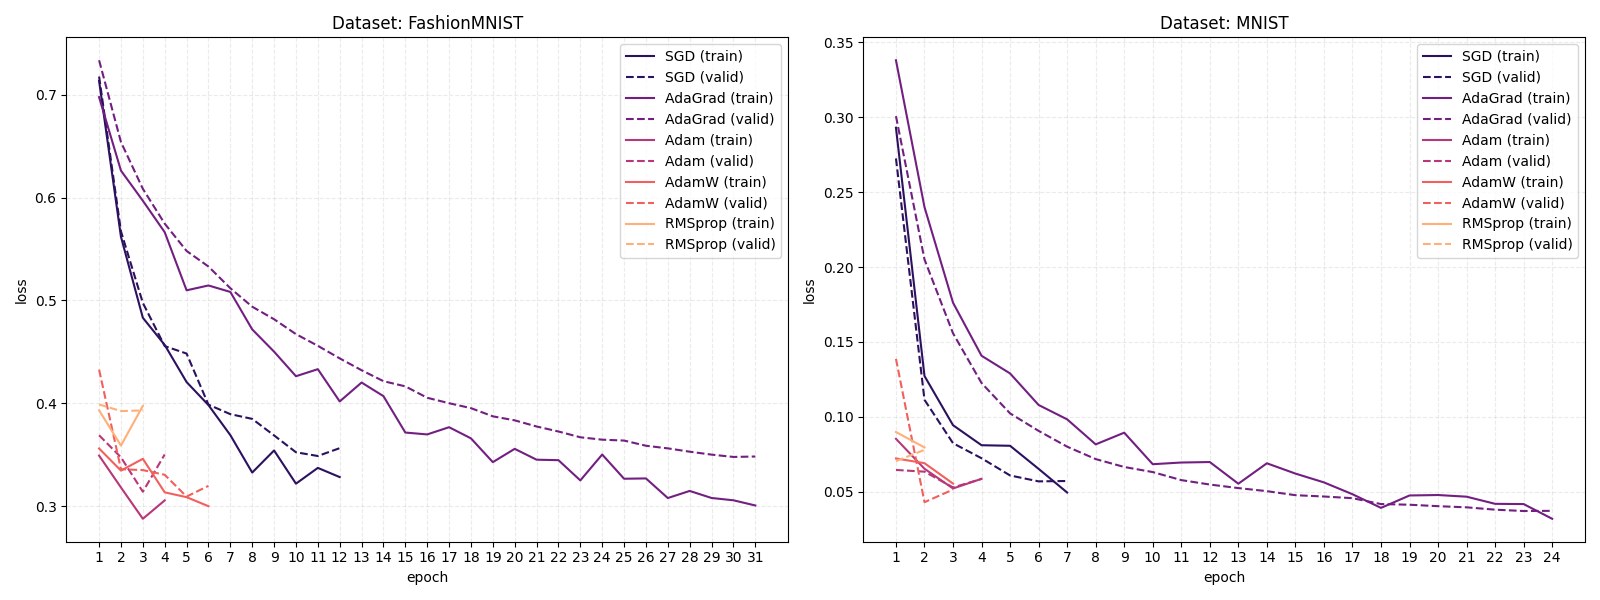 Dataset: FashionMNIST
loss
0.7
0.6
0.5
0.4
0.3
1 2 3 4 5 6 7 8 9 10 11 12 13 14 15 16 17 18 19 20 21 22 23 24 25 26 27 28 29 30 31
epoch
SGD (train)
SGD (valid)
AdaGrad (train)
AdaGrad (valid)
Adam (train)
Adam (valid)
AdamW (train)
AdamW (valid)
RMSprop (train)
RMSprop (valid)
Dataset: MNIST
loss
0.35
0.30
0.25
0.20
0.15
0.10
0.05
1 2 3 4 5 6 7 8 9 10 11 12 13 14 15 16 17 18 19 20 21 22 23 24
epoch
SGD (train)
SGD (valid)
AdaGrad (train)
AdaGrad (valid)
Adam (train)
Adam (valid)
AdamW (train)
AdamW (valid)
RMSprop (train)
RMSprop (valid)